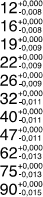 12 +0,000 -0,008
16 +0,000 -0,008
19 +0,000 -0,009
22 +0,000 -0,009
26 +0,000 -0,009
32 +0,000 -0,011
40 +0,000 -0,011
47 +0,000 -0,011
62 +0,000 -0,013
75 +0,000 -0,013
90 +0,000 -0,015